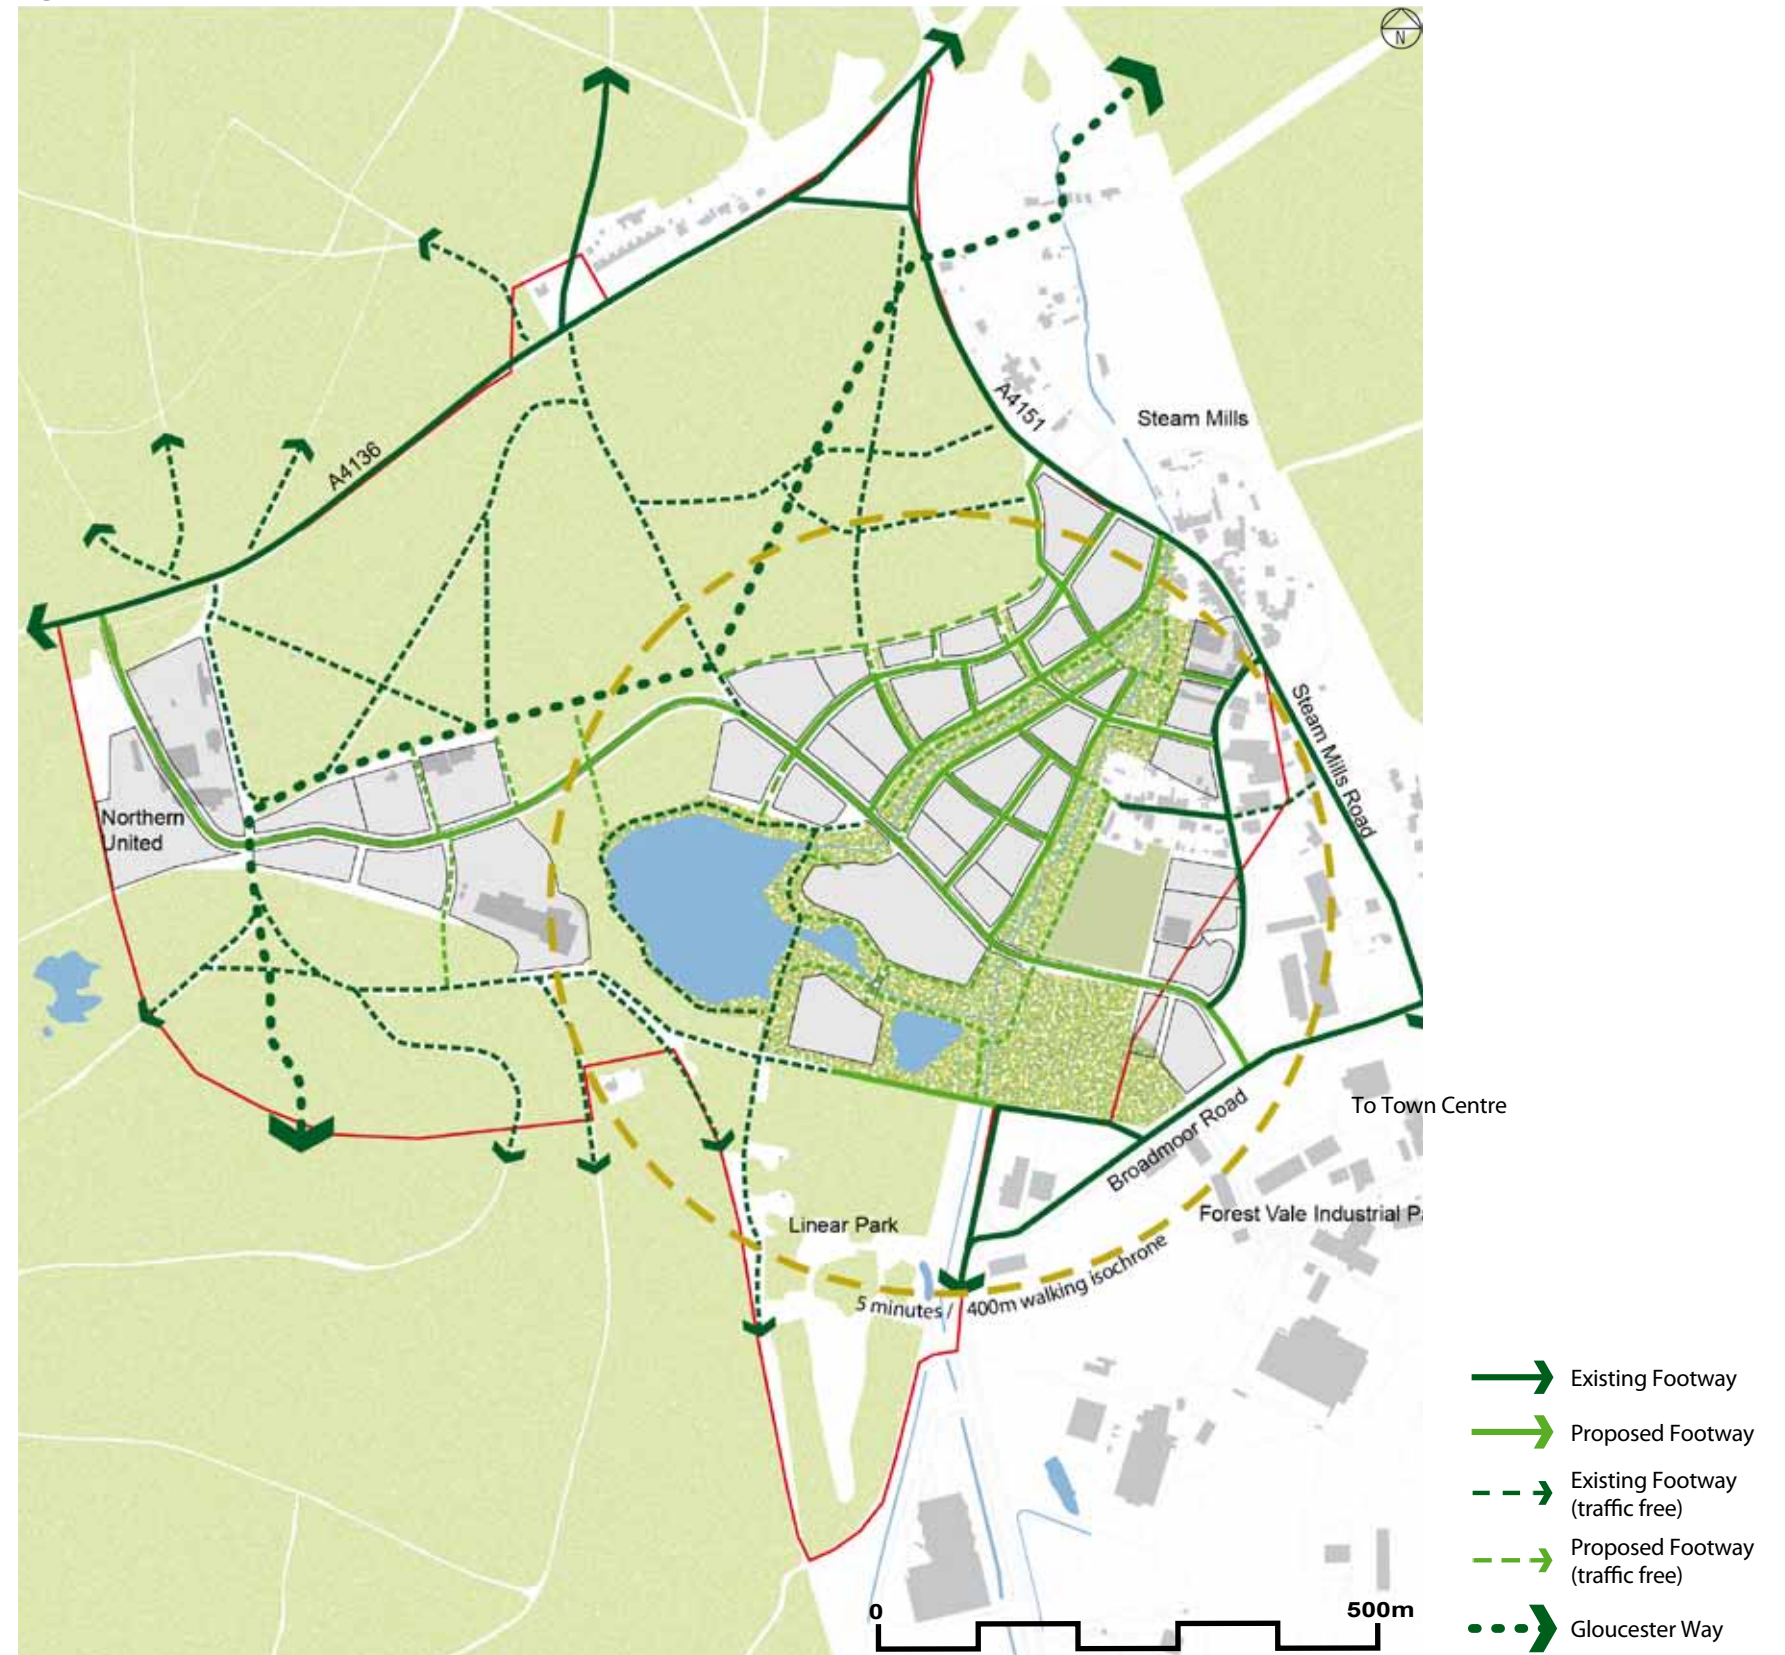 N
A4136
A4151
Steam Mills
Steam Mills Road
Northern
United
To Town Centre
Broadmoor Road
Forest Vale Industrial P
Linear Park
5 minutes / 400m walking isochrone
Existing Footway
Proposed Footway
Existing Footway
(traffic free)
Proposed Footway
(traffic free)
0 500m
Gloucester Way